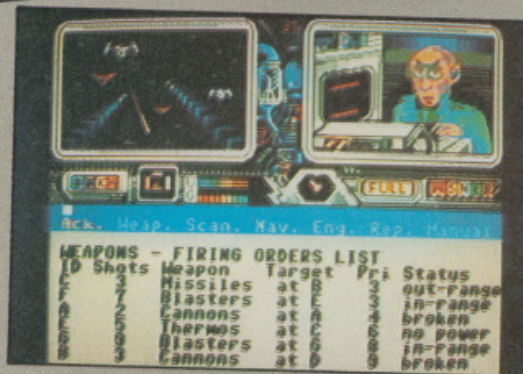 FULL
Ack. Weap. Scan. Nav. Eng. Rep. Manual
WEAPONS - FIRING ORDERS LIST
ID Shots Weapon Target Pri Status
3 Missiles at B 3 out-range
F 7 Blasters at E 3 in-range
A 2 Cannons at A 4 broken
Thermos at C 6 no power
Blasters at G 8 in-range
B 3 Cannons at D 9 broken